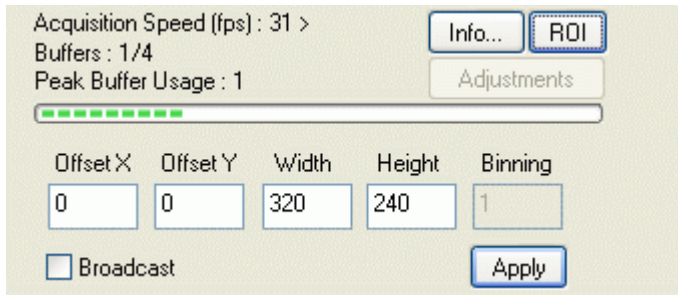 Acquisition Speed (fps) : 31 >
Info...
ROI
Buffers : 1/4
Peak Buffer Usage : 1
Adjustments
Offset X Offset Y Width Height Binning
0 0 320 240 1
Broadcast
Apply